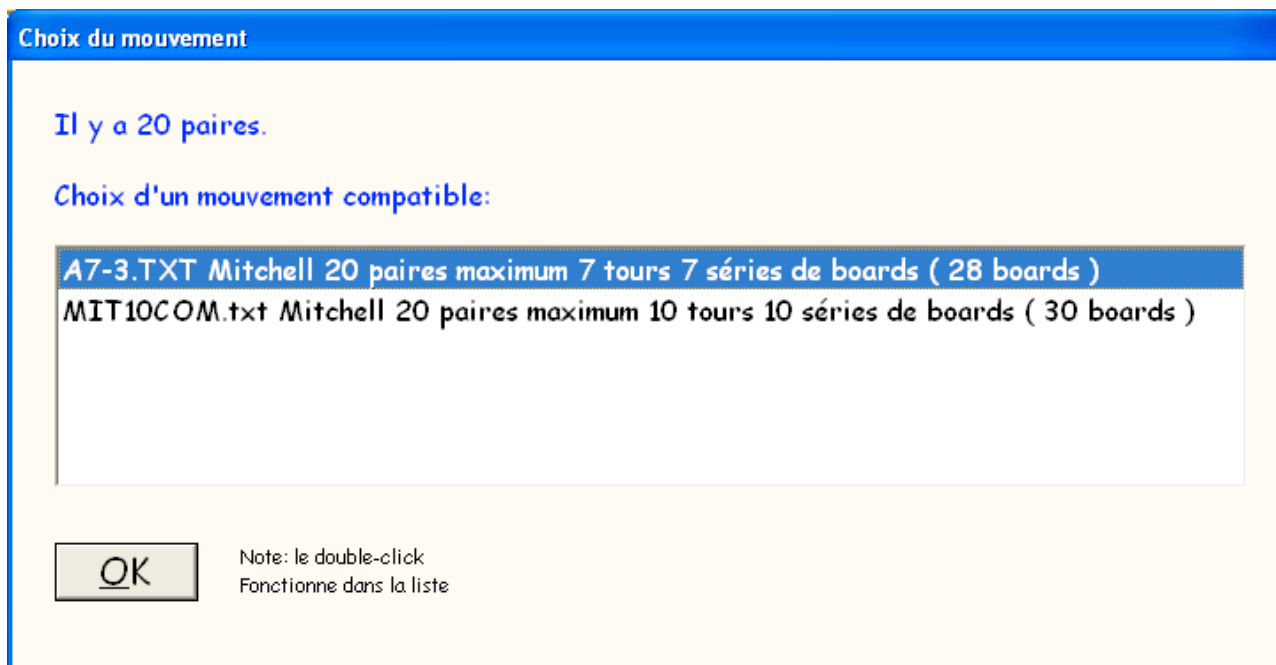 Choix du mouvement
Il y a 20 paires.
Choix d'un mouvement compatible:
A7-3.TXT Mitchell 20 paires maximum 7 tours 7 séries de boards ( 28 boards )
MIT10COM.txt Mitchell 20 paires maximum 10 tours 10 séries de boards ( 30 boards )
OK
Note: le double-click
Fonctionne dans la liste